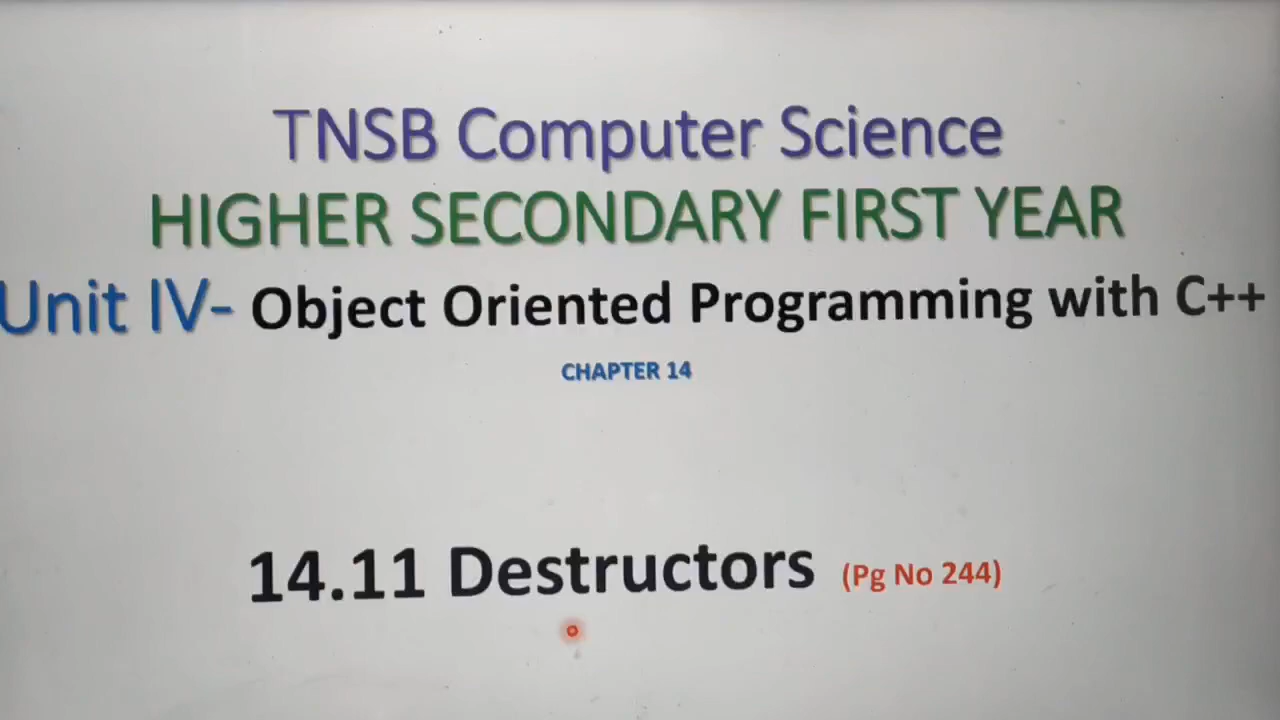 TNSB Computer Science
HIGHER SECONDARY FIRST YEAR
Unit IV- Object Oriented Programming with C++
CHAPTER 14
14.11 Destructors (Pg No 244)